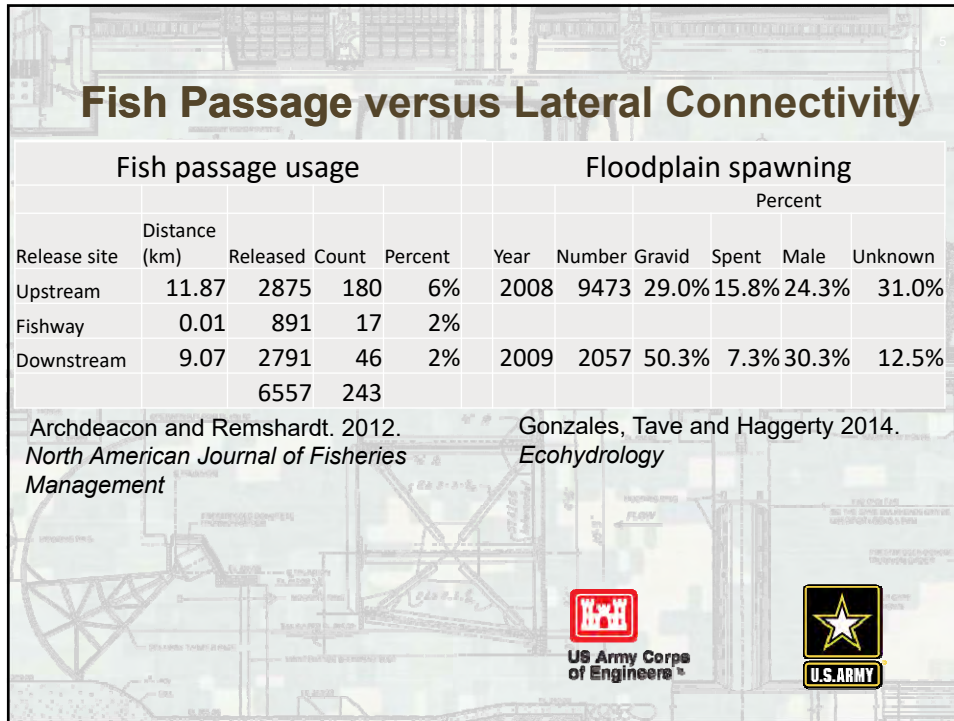 Fish Passage versus Lateral Connectivity
Fish passage usage Floodplain spawning
Percent
Release site Distance (km) Released Count Percent Year Number Gravid Spent Male Unknown
Upstream 11.87 2875 180 6% 2008 9473 29.0% 15.8% 24.3% 31.0%
Fishway 0.01 891 17 2%
Downstream 9.07 2791 46 2% 2009 2057 50.3% 7.3% 30.3% 12.5%
6557 243
Archdeacon and Remshardt. 2012.
North American Journal of Fisheries
Management
Gonzales, Tave and Haggerty 2014.
Ecohydrology
FLOW
US Army Corps
of Engineers
U.S.ARMY